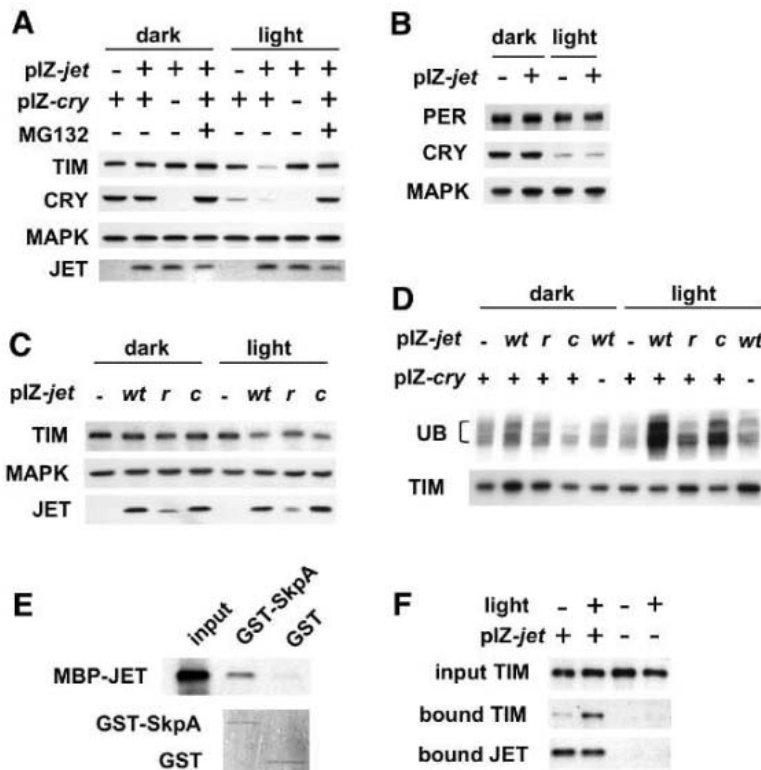 A
dark light
pIZ-jet - + + + - + + +
pIZ-cry + + - + + + - +
MG132 - - - + - - - +
TIM
CRY
MAPK
JET
B
dark light
pIZ-jet - + - +
PER
CRY
MAPK
C
dark light
pIZ-jet - wt r c - wt r c
TIM
MAPK
JET
D
dark light
pIZ-jet - wt r c wt - wt r c wt
pIZ-cry + + + + - + + + + -
UB [
TIM
E
input GST-SkpA GST
MBP-JET
GST-SkpA
GST
F
light - + - +
pIZ-jet + + - -
input TIM
bound TIM
bound JET